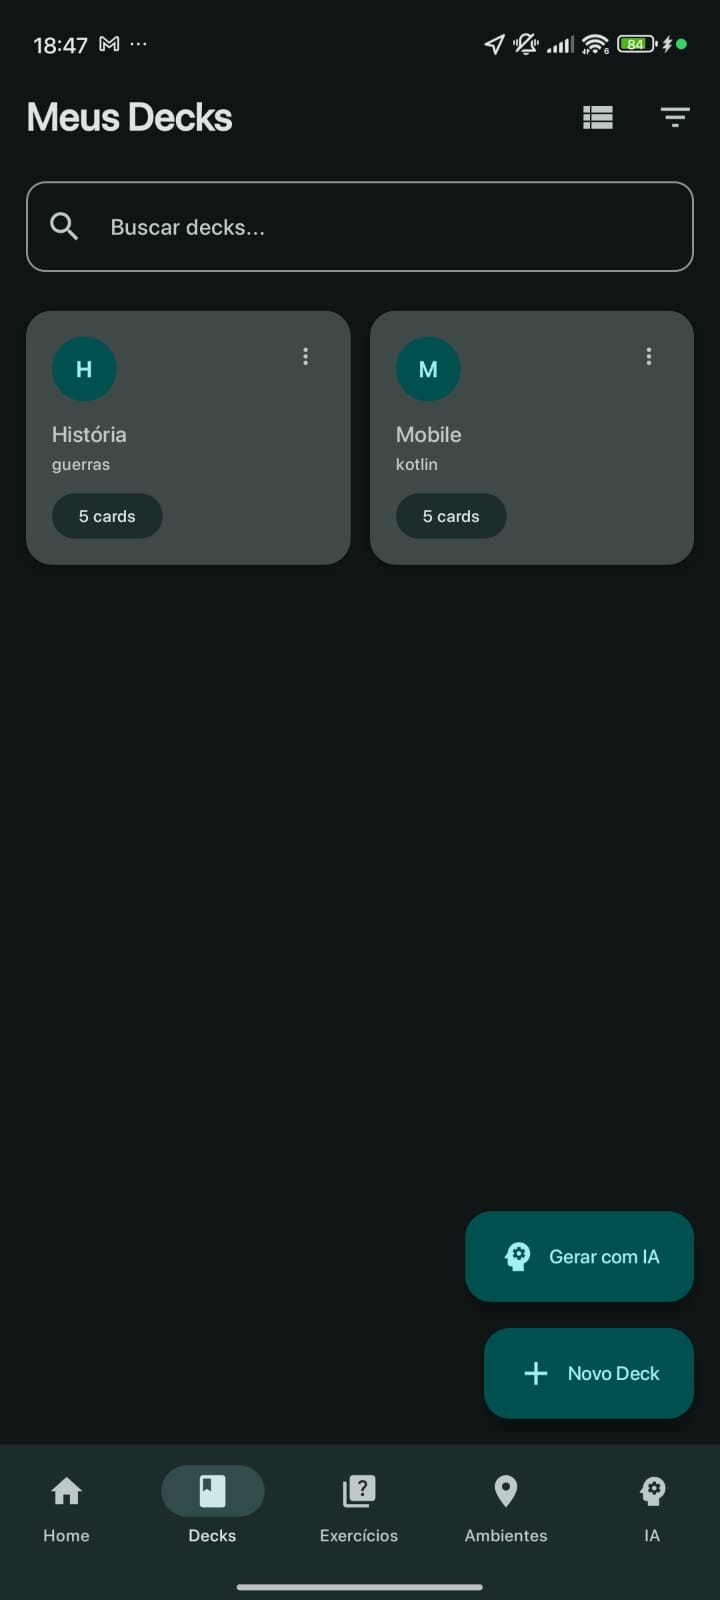 18:47
84
6
Meus Decks
Buscar decks...
H
História
guerras
5 cards
M
Mobile
kotlin
5 cards
Gerar com IA
Novo Deck
Home
Decks
?
Exercícios
Ambientes
IA